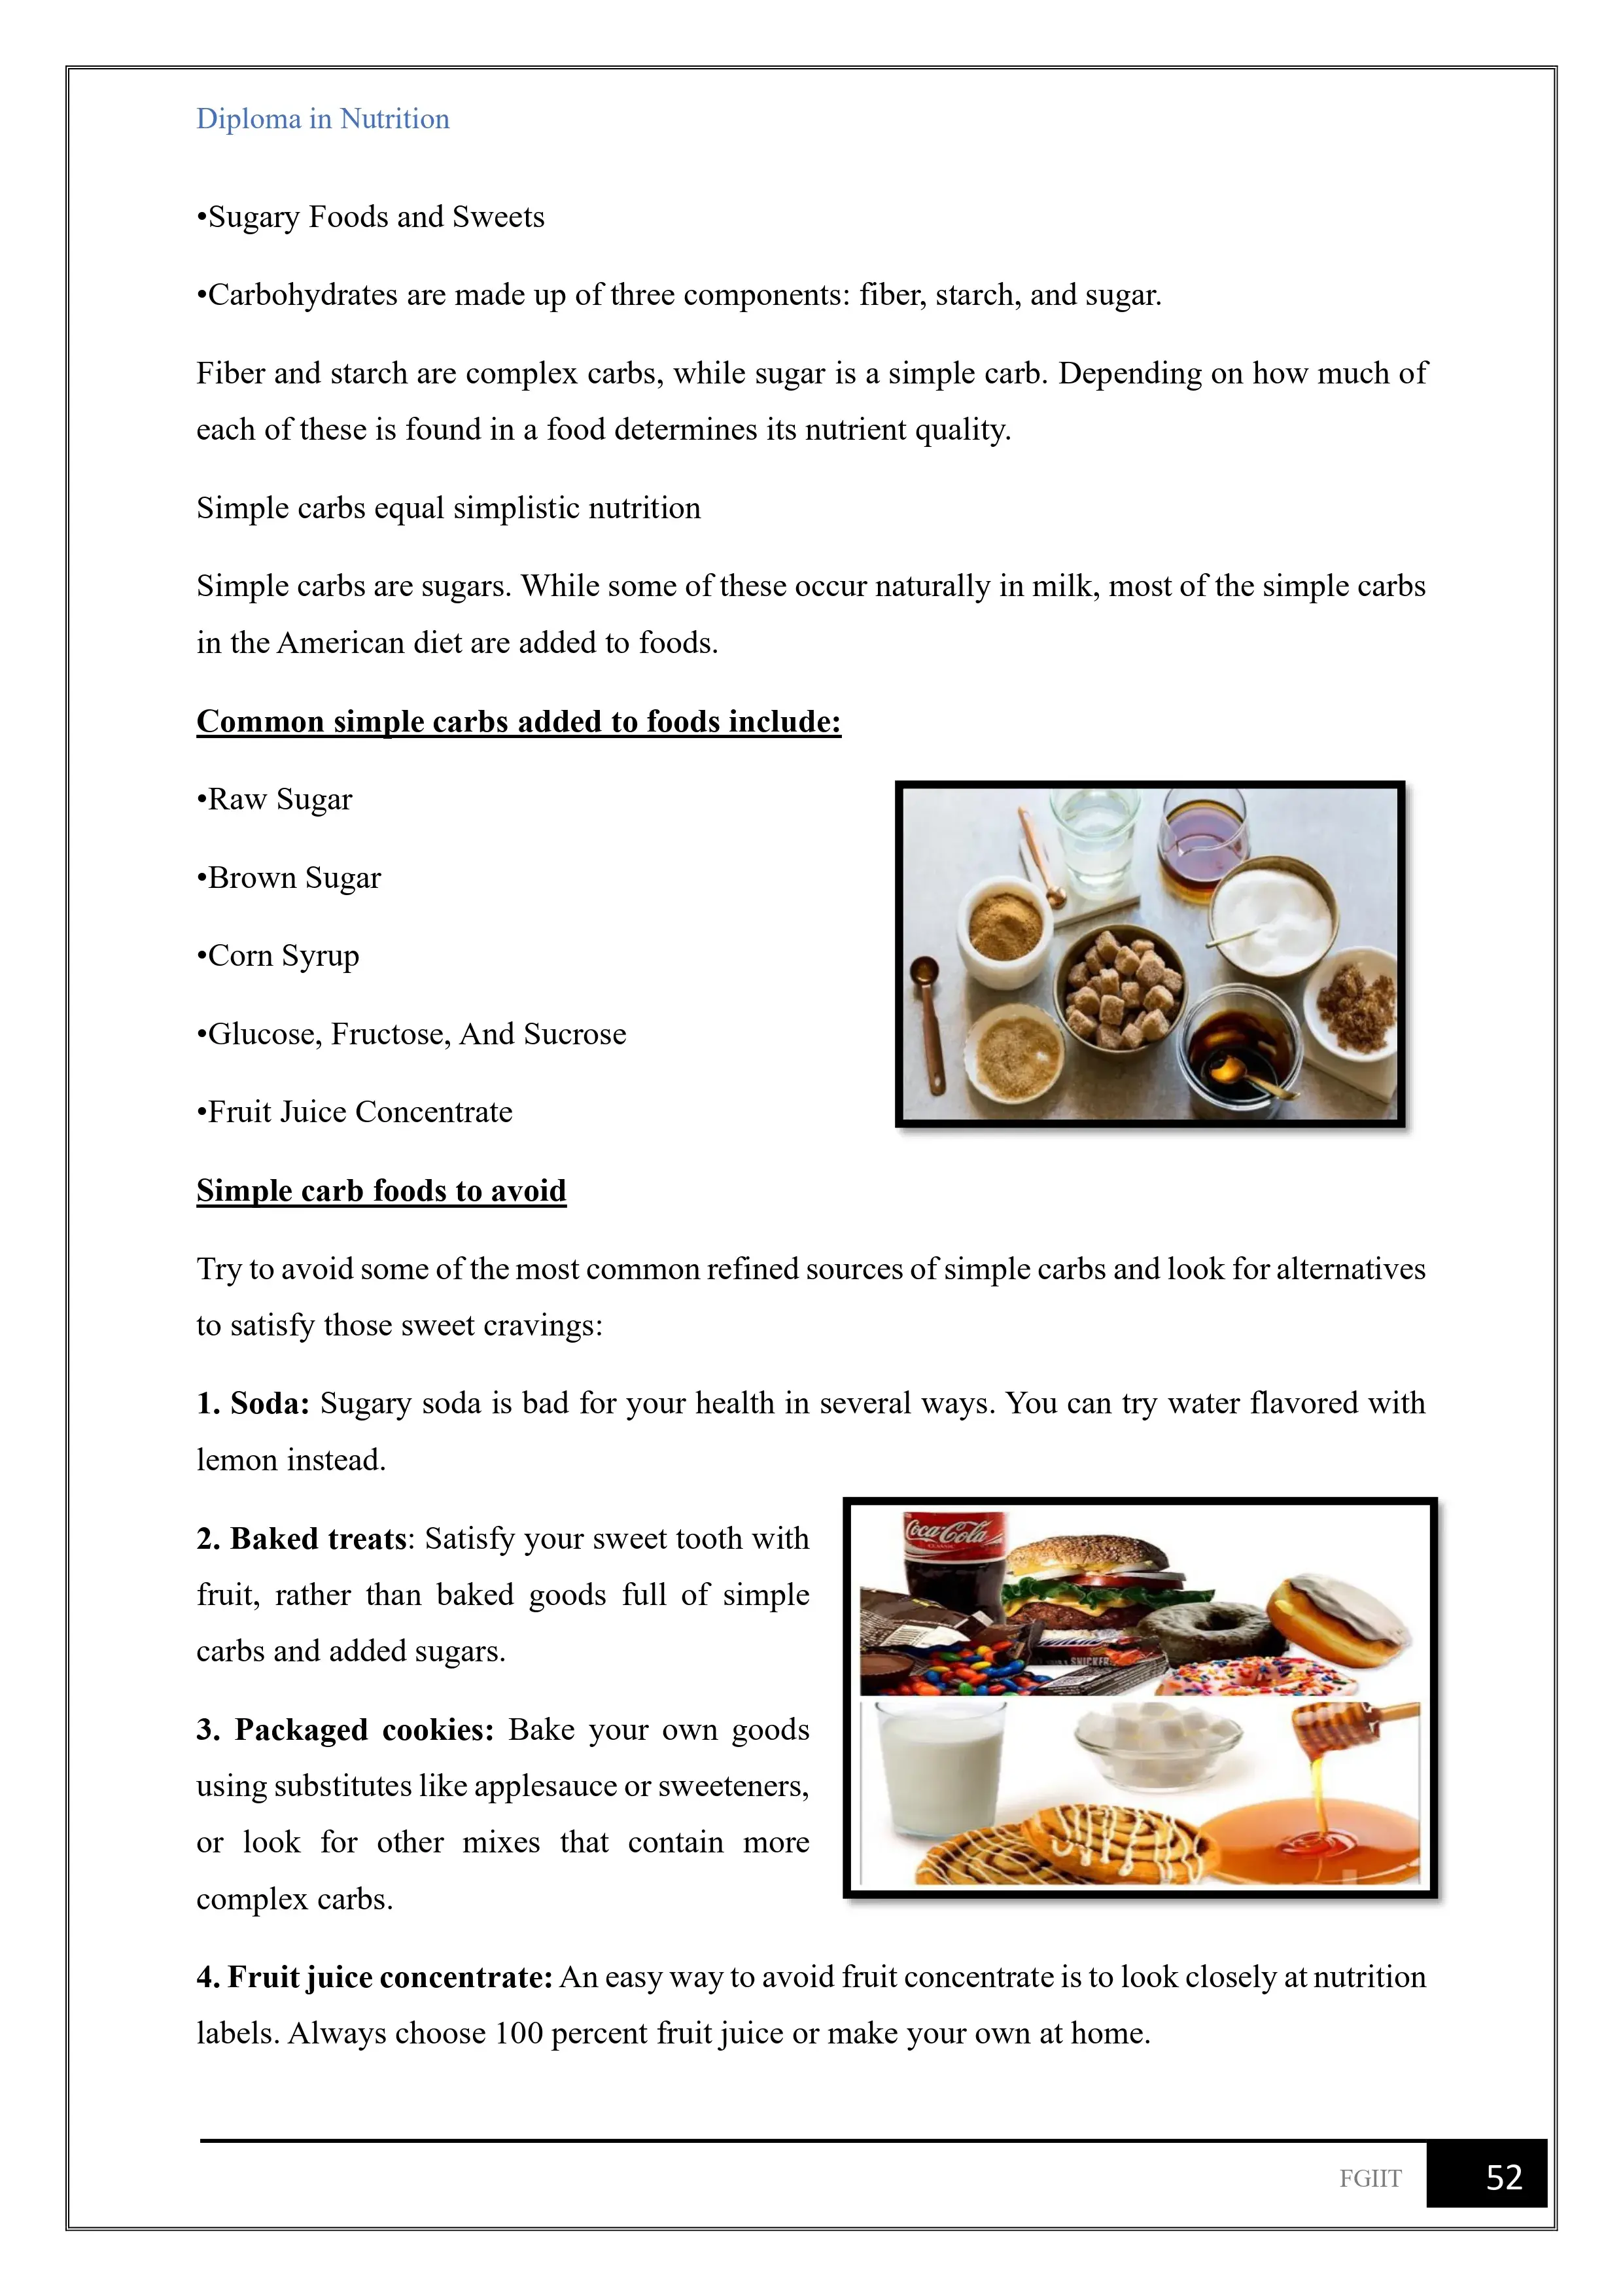 Diploma in Nutrition
•Sugary Foods and Sweets
•Carbohydrates are made up of three components: fiber, starch, and sugar.
Fiber and starch are complex carbs, while sugar is a simple carb. Depending on how much of
each of these is found in a food determines its nutrient quality.
Simple carbs equal simplistic nutrition
Simple carbs are sugars. While some of these occur naturally in milk, most of the simple carbs
in the American diet are added to foods.
Common simple carbs added to foods include:
•Raw Sugar
•Brown Sugar
•Corn Syrup
•Glucose, Fructose, And Sucrose
•Fruit Juice Concentrate
Simple carb foods to avoid
Try to avoid some of the most common refined sources of simple carbs and look for alternatives
to satisfy those sweet cravings:
1. Soda: Sugary soda is bad for your health in several ways. You can try water flavored with
lemon instead.
2. Baked treats: Satisfy your sweet tooth with
fruit, rather than baked goods full of simple
carbs and added sugars.
3. Packaged cookies: Bake your own goods
using substitutes like applesauce or sweeteners,
or look for other mixes that contain more
complex carbs.
Coca-Cola
CLASSIC
SNICKER
4. Fruit juice concentrate: An easy way to avoid fruit concentrate is to look closely at nutrition
labels. Always choose 100 percent fruit juice or make your own at home.
FGIIT
52